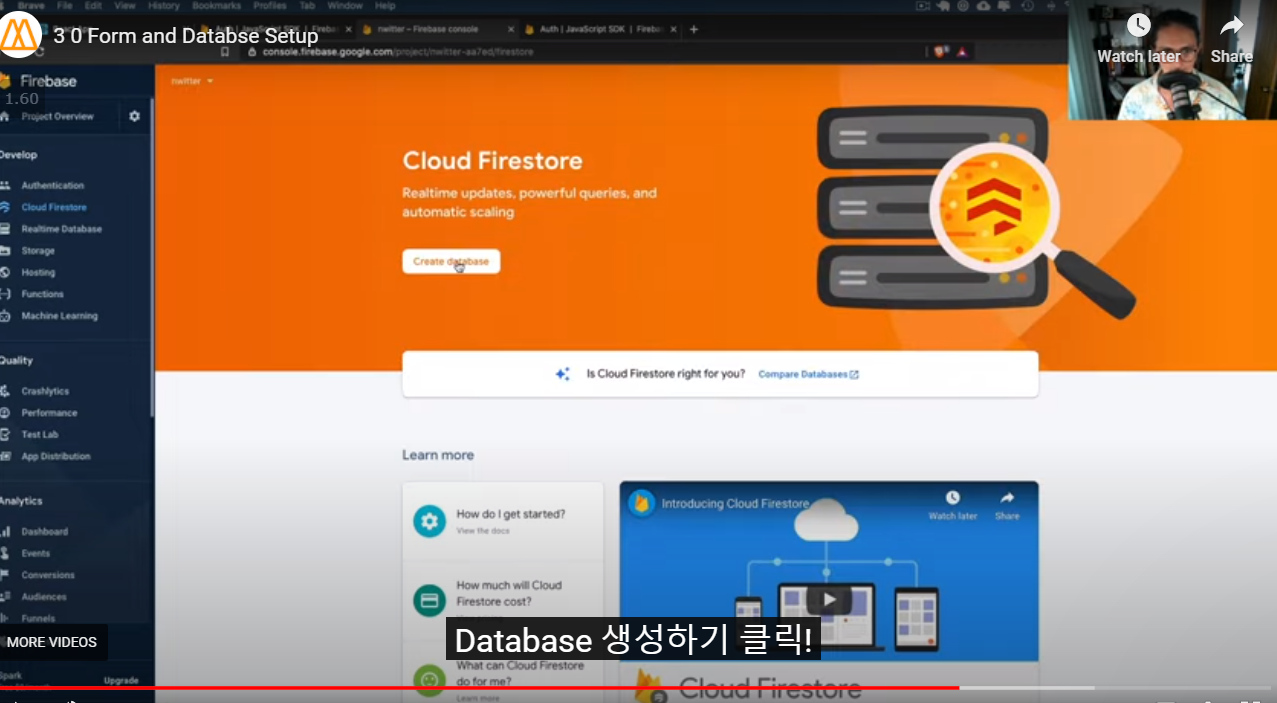 Brave File Edit View History Bookmarks Profiles Tab Window Help
3 0 Form and Databse Setup
nwitter – Firebase console
Auth | JavaScript SDK | Fireba
console.firebase.google.com/project/nwitter-aa7ed/firestore
Watch later
Share
Firebase
1.60
Project Overview
Develop
Authentication
Cloud Firestore
Realtime Database
Storage
Hosting
Functions
Machine Learning
Quality
Crashlytics
Performance
Test Lab
App Distribution
Analytics
Dashboard
Events
Conversions
Audiences
Funnels
MORE VIDEOS
Spark
Upgrade
nwitter
Cloud Firestore
Realtime updates, powerful queries, and
automatic scaling
Create database
Is Cloud Firestore right for you? Compare Databases
Learn more
How do I get started?
View the docs
How much will Cloud
Firestore cost?
What can Cloud Firestore
do for me?
Learn more
Introducing Cloud Firestore
Watch later
Share
Database 생성하기 클릭!
Cloud Firestore